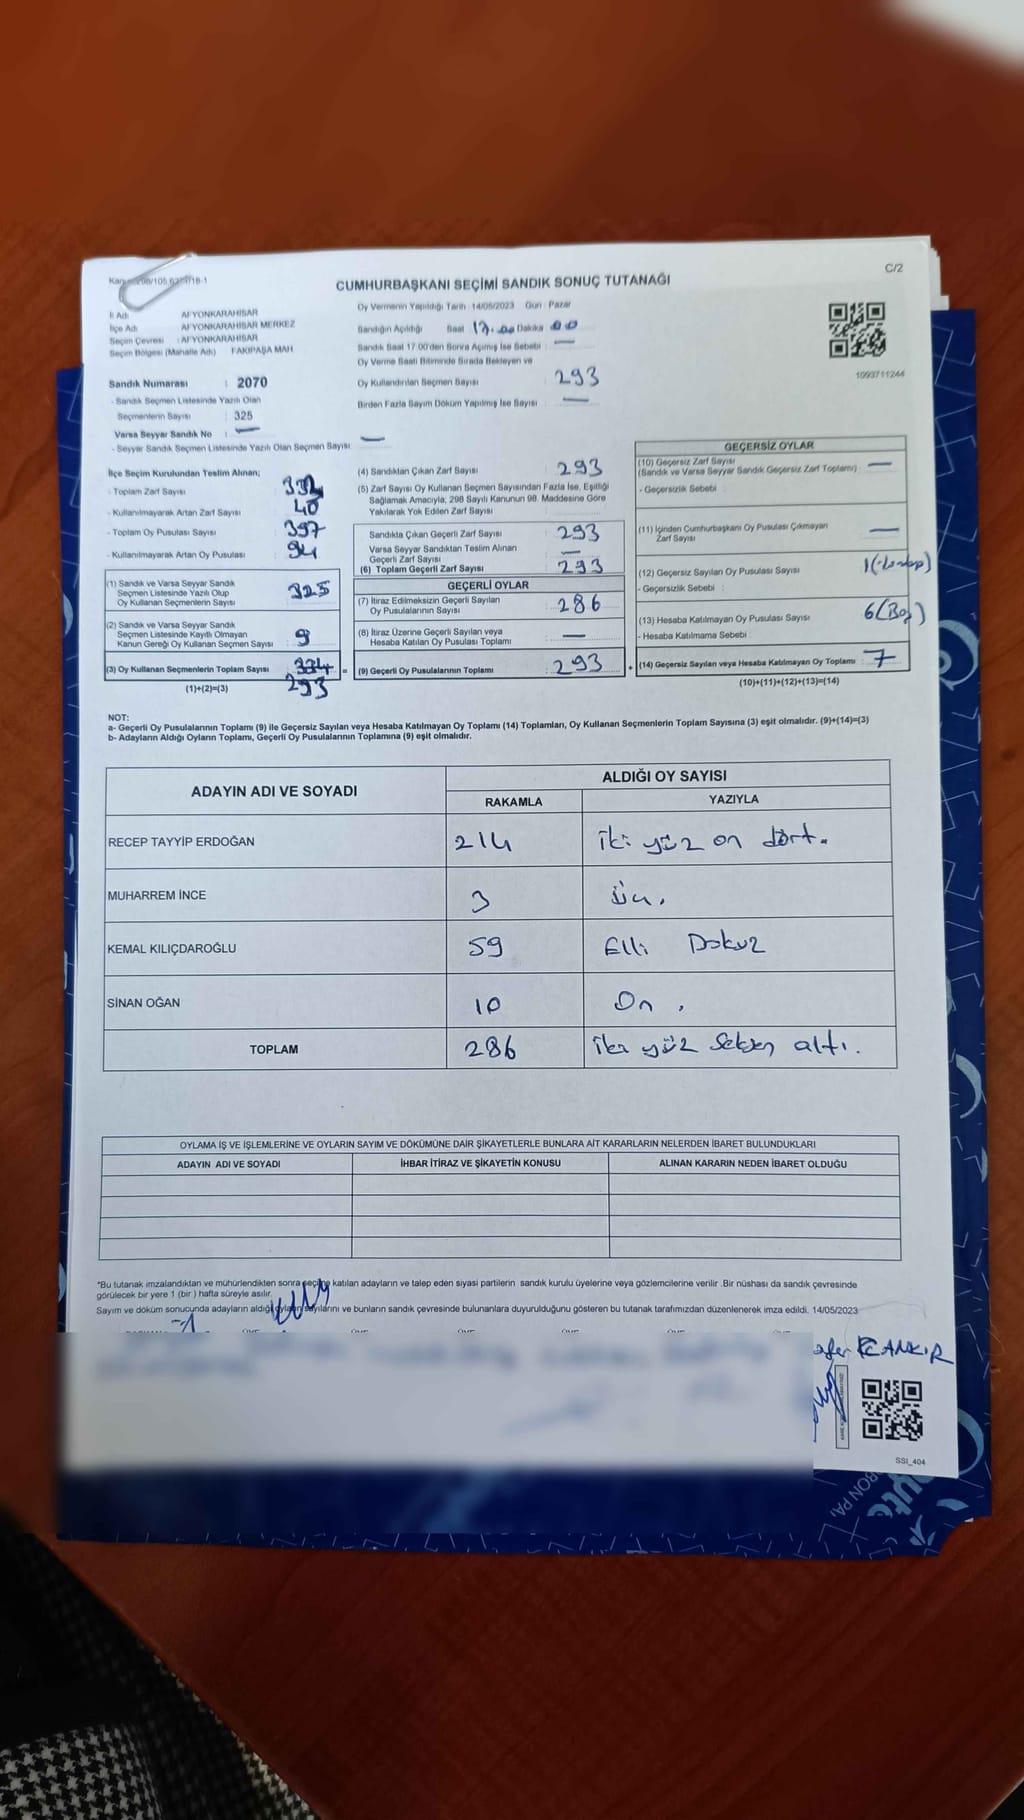 C/2
CUMHURBAŞKANI SEÇİMİ SANDIK SONUÇ TUTANAĞI
İl Adı AFYONKARAHİSAR
İlçe Adı AFYONKARAHİSAR MERKEZ
Seçim Çevresi : AFYONKARAHİSAR
Seçim Bölgesi (Mahalle Adı) FAKIPAŞA MAH.
Oy Vermenin Yapıldığı Tarih : 14/05/2023 Gün : Pazar
Sandığın Açıldığı Saat 17.00 Dakika 00
Sandık Saat 17:00'den Sonra Açılmış İse Sebebi : —
Oy Verme Saati Bitiminde Sırada Bekleyen ve
Oy Kullandırılan Seçmen Sayısı 293
Birden Fazla Sayım Döküm Yapılmış İse Sayısı : —
1093711244
Sandık Numarası : 2070
- Sandık Seçmen Listesinde Yazılı Olan
Seçmenlerin Sayısı : 325
Varsa Seyyar Sandık No : —
- Seyyar Sandık Seçmen Listesinde Yazılı Olan Seçmen Sayısı : —
İlçe Seçim Kurulundan Teslim Alınan;
- Toplam Zarf Sayısı
- Kullanılmayarak Artan Zarf Sayısı : 40
- Toplam Oy Pusulası Sayısı : 397
- Kullanılmayarak Artan Oy Pusulası : 94
(1) Sandık ve Varsa Seyyar Sandık
Seçmen Listesinde Yazılı Olup
Oy Kullanan Seçmenlerin Sayısı : 325
(2) Sandık ve Varsa Seyyar Sandık
Seçmen Listesinde Kayıtlı Olmayan
Kanun Gereği Oy Kullanan Seçmen Sayısı : 9
(3) Oy Kullanan Seçmenlerin Toplam Sayısı : 334 =
293
(1)+(2)=(3)
(4) Sandıktan Çıkan Zarf Sayısı : 293
(5) Zarf Sayısı Oy Kullanan Seçmen Sayısından Fazla İse, Eşitliği
Sağlamak Amacıyla, 298 Sayılı Kanunun 98. Maddesine Göre
Yakılarak Yok Edilen Zarf Sayısı
Sandıkla Çıkan Geçerli Zarf Sayısı : 293
Varsa Seyyar Sandıktan Teslim Alınan
Geçerli Zarf Sayısı : —
(6) Toplam Geçerli Zarf Sayısı : 293
GEÇERLİ OYLAR
(7) İtiraz Edilmeksizin Geçerli Sayılan
Oy Pusulalarının Sayısı : 286
(8) İtiraz Üzerine Geçerli Sayılan veya
Hesaba Katılan Oy Pusulası Toplamı : —
(9) Geçerli Oy Pusulalarının Toplamı : 293 +
GEÇERSİZ OYLAR
(10) Geçersiz Zarf Sayısı
(Sandık ve Varsa Seyyar Sandık Geçersiz Zarf Toplamı) : —
- Geçersizlik Sebebi :
(11) İçinden Cumhurbaşkanı Oy Pusulası Çıkmayan
Zarf Sayısı : —
(12) Geçersiz Sayılan Oy Pusulası Sayısı : 1
- Geçersizlik Sebebi :
(13) Hesaba Katılmayan Oy Pusulası Sayısı : 6 (Boş)
- Hesaba Katılmama Sebebi
(14) Geçersiz Sayılan veya Hesaba Katılmayan Oy Toplamı : 7
(10)+(11)+(12)+(13)=(14)
NOT:
a- Geçerli Oy Pusulalarının Toplamı (9) ile Geçersiz Sayılan veya Hesaba Katılmayan Oy Toplamı (14) Toplamları, Oy Kullanan Seçmenlerin Toplam Sayısına (3) eşit olmalıdır. (9)+(14)=(3)
b- Adayların Aldığı Oyların Toplamı, Geçerli Oy Pusulalarının Toplamına (9) eşit olmalıdır.
ADAYIN ADI VE SOYADI ALDIĞI OY SAYISI
RAKAMLA YAZIYLA
RECEP TAYYİP ERDOĞAN 214 iki yüz on dört.
MUHARREM İNCE 3 Üç.
KEMAL KILIÇDAROĞLU 59 Elli Dokuz
SİNAN OĞAN 10 On.
TOPLAM 286 iki yüz Seksen altı.
OYLAMA İŞ VE İŞLEMLERİNE VE OYLARIN SAYIM VE DÖKÜMÜNE DAİR ŞİKAYETLERLE BUNLARA AİT KARARLARIN NELERDEN İBARET BULUNDUKLARI
ADAYIN ADI VE SOYADI İHBAR İTİRAZ VE ŞİKAYETİN KONUSU ALINAN KARARIN NEDEN İBARET OLDUĞU
*Bu tutanak imzalandıktan ve mühürlendikten sonra seçime katılan adayların ve talep eden siyasi partilerin sandık kurulu üyelerine veya gözlemcilerine verilir .Bir nüshası da sandık çevresinde
görülecek bir yere 1 (bir ) hafta süreyle asılır.
Sayım ve döküm sonucunda adayların aldığı oyların sayılarını ve bunların sandık çevresinde bulunanlara duyurulduğunu gösteren bu tutanak tarafımızdan düzenlenerek imza edildi. 14/05/2023
SSI_404